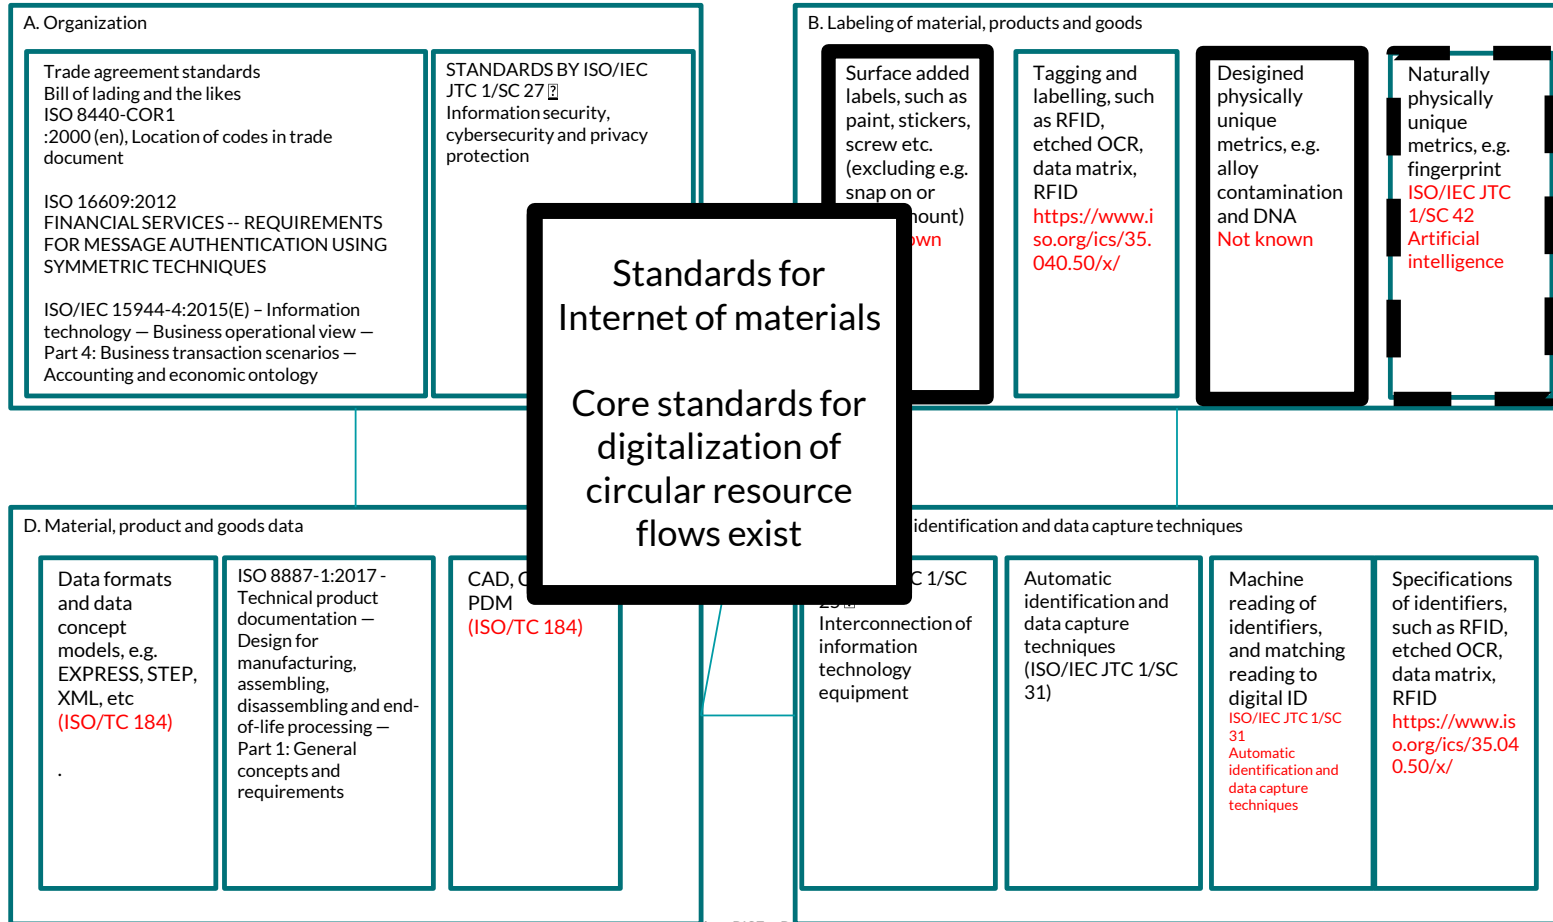 A. Organization
Trade agreement standards
Bill of lading and the likes
ISO 8440-COR1
:2000 (en), Location of codes in trade
document
ISO 16609:2012
FINANCIAL SERVICES -- REQUIREMENTS
FOR MESSAGE AUTHENTICATION USING
SYMMETRIC TECHNIQUES
ISO/IEC 15944-4:2015(E) – Information
technology — Business operational view —
Part 4: Business transaction scenarios —
Accounting and economic ontology
STANDARDS BY ISO/IEC
JTC 1/SC 27 ?
Information security,
cybersecurity and privacy
protection
B. Labeling of material, products and goods
Surface added
labels, such as
paint, stickers,
screw etc.
(excluding e.g.
snap on or
Tagging and
labelling, such
as RFID,
etched OCR,
data matrix,
RFID
https://www.i
so.org/ics/35.
040.50/x/
Desigined
physically
unique
metrics, e.g.
alloy
contamination
and DNA
Not known
Naturally
physically
unique
metrics, e.g.
fingerprint
ISO/IEC JTC
1/SC 42
Artificial
intelligence
Standards for
Internet of materials
Core standards for
digitalization of
circular resource
flows exist
D. Material, product and goods data
Data formats
and data
concept
models, e.g.
EXPRESS, STEP,
XML, etc
(ISO/TC 184)
.
ISO 8887-1:2017 -
Technical product
documentation —
Design for
manufacturing,
assembling,
disassembling and end-
of-life processing —
Part 1: General
concepts and
requirements
CAD,
PDM
(ISO/TC 184)
identification and data capture techniques
1/SC
Interconnection of
information
technology
equipment
Automatic
identification and
data capture
techniques
(ISO/IEC JTC 1/SC
31)
Machine
reading of
identifiers,
and matching
reading to
digital ID
ISO/IEC JTC 1/SC
31
Automatic
identification and
data capture
techniques
Specifications
of identifiers,
such as RFID,
etched OCR,
data matrix,
RFID
https://www.is
o.org/ics/35.04
0.50/x/